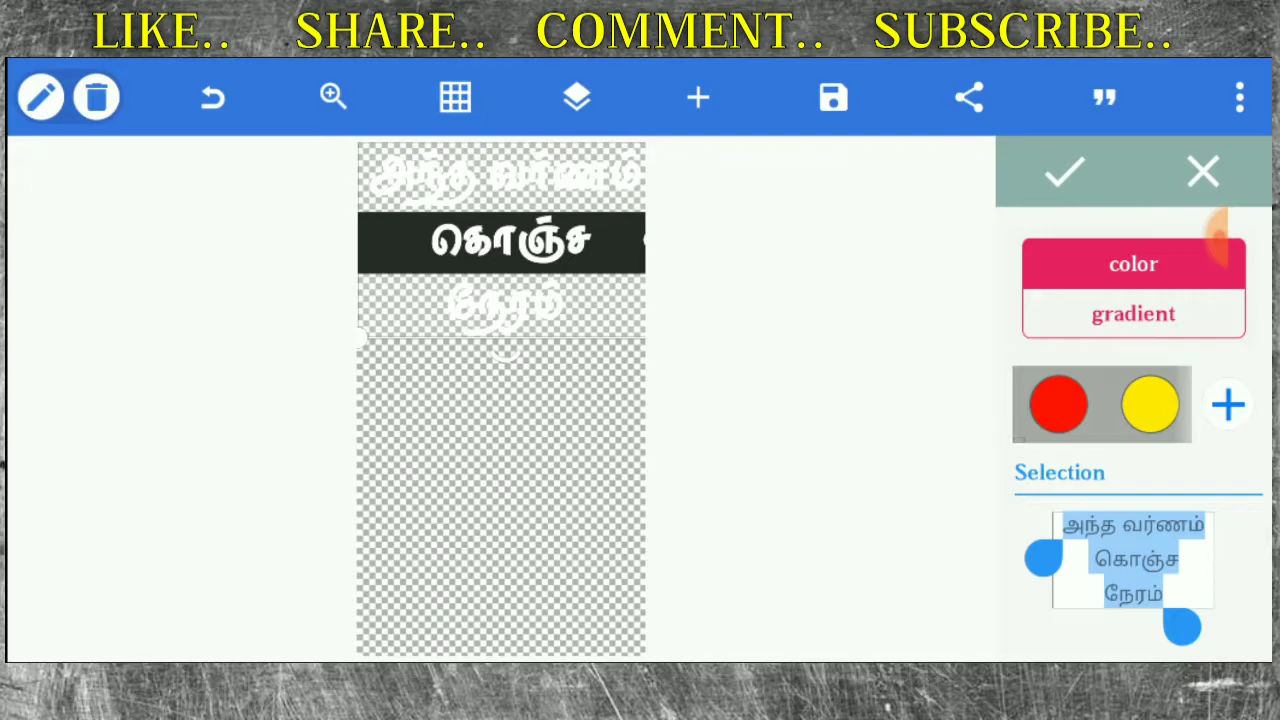 LIKE.. SHARE.. COMMENT.. SUBSCRIBE..
அந்த வர்ணம்
கொஞ்ச
நேரம்
color
gradient
Selection
அந்த வர்ணம்
கொஞ்ச
நேரம்